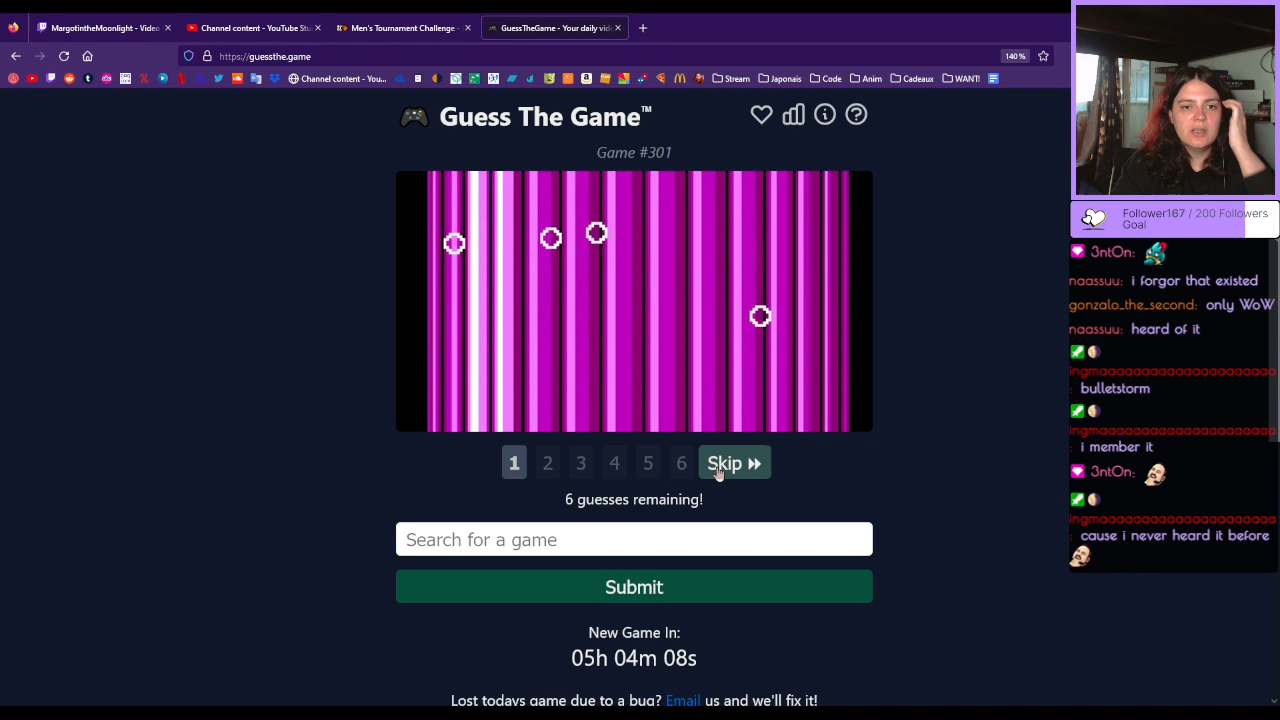 MargotintheMoonlight - Video
Channel content - YouTube Stu
Men's Tournament Challenge -
GuessTheGame - Your daily vid
https://guessthe.game
140%
Channel content - You...
Stream
Japonais
Code
Anim
Cadeaux
WANT!
Guess The Game™
Game #301
1 2 3 4 5 6 Skip
6 guesses remaining!
Search for a game
Submit
New Game In:
05h 04m 08s
Lost todays game due to a bug? Email us and we'll fix it!
Follower167 / 200 Followers
Goal
3ntOn:
naassuu: i forgor that existed
gonzalo_the_second: only WoW
naassuu: heard of it
ingmaaaaaaaaaaaaaaaaaaaaa
: bulletstorm
ingmaaaaaaaaaaaaaaaaaaaaa
: i member it
3ntOn:
ingmaaaaaaaaaaaaaaaaaaaaa
: cause i never heard it before